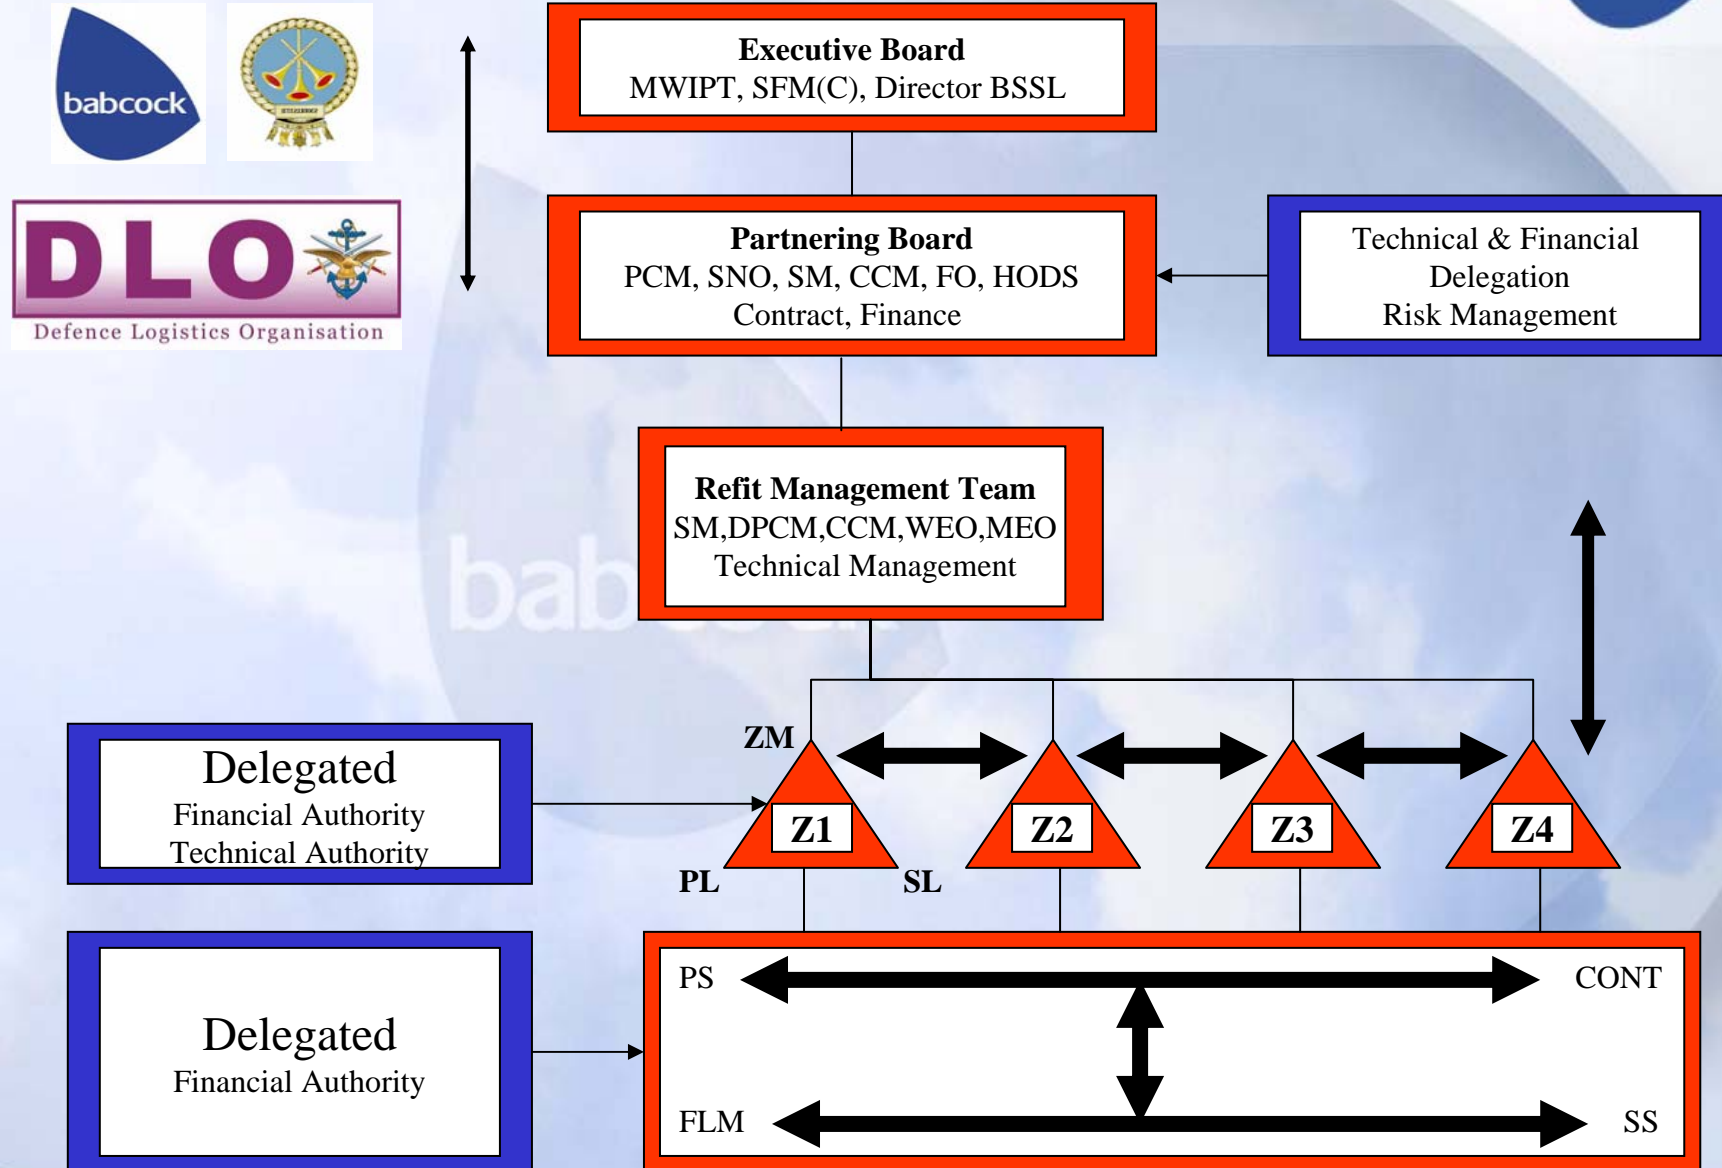 babcock
DLO
Defence Logistics Organisation
Executive Board
MWIPT, SFM(C), Director BSSL
Partnering Board
PCM, SNO, SM, CCM, FO, HODS
Contract, Finance
Technical & Financial
Delegation
Risk Management
Refit Management Team
SM,DPCM,CCM,WEO,MEO
Technical Management
Delegated
Financial Authority
Technical Authority
ZM
Z1
Z2
Z3
Z4
PL
SL
Delegated
Financial Authority
PS
CONT
FLM
SS